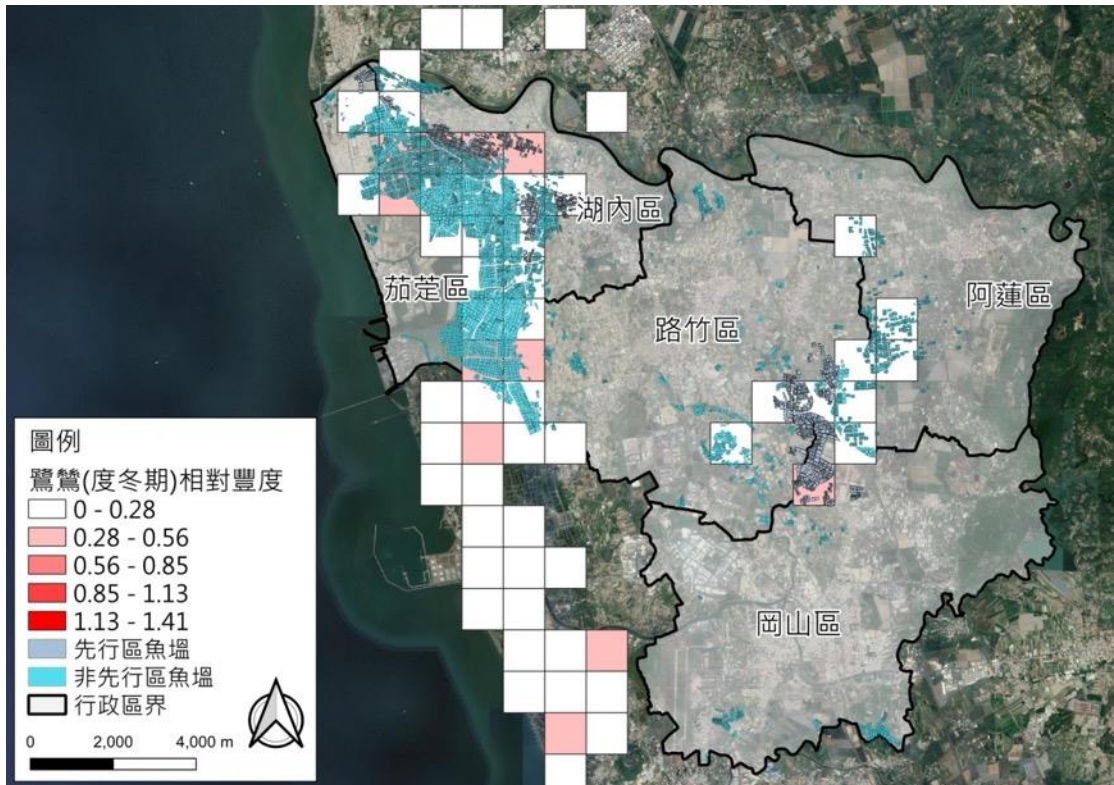 湖內區
茄萣區
阿蓮區
路竹區
岡山區
圖例
鷺鷥(度冬期)相對豐度
0 - 0.28
0.28 - 0.56
0.56 - 0.85
0.85 - 1.13
1.13 - 1.41
先行區魚塭
非先行區魚塭
行政區界
0 2,000 4,000 m